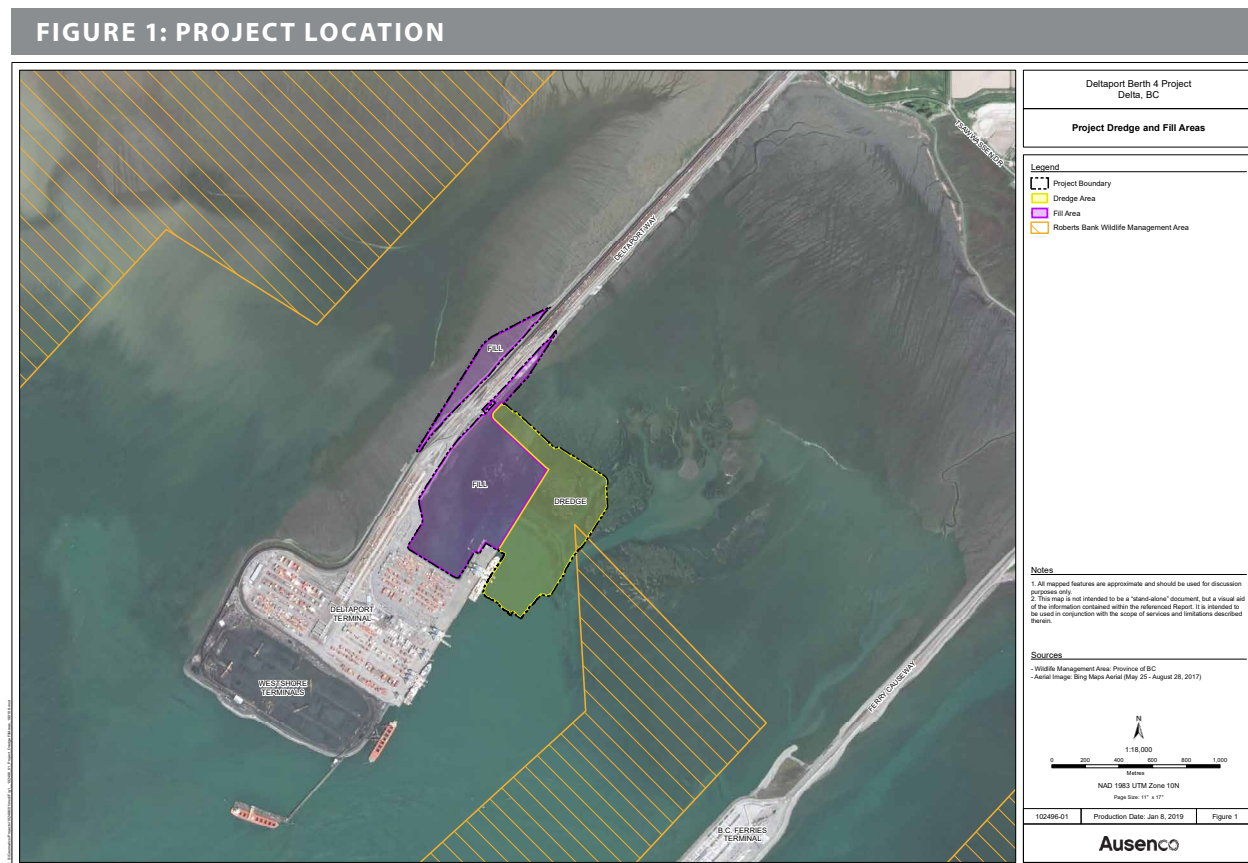 FIGURE 1: PROJECT LOCATION
Deltaport Berth 4 Project
Delta, BC
Project Dredge and Fill Areas
Legend
Project Boundary
Dredge Area
Fill Area
Roberts Bank Wildlife Management Area
TSAWWASSEN DR
DELTAPORT WAY
FILL
FILL
DREDGE
DELTAPORT
TERMINAL
WESTSHORE
TERMINALS
FERRY CAUSEWAY
B.C. FERRIES
TERMINAL
Notes
1. All mapped features are approximate and should be used for discussion
purposes only.
2. This map is not intended to be a "stand-alone" document, but a visual aid
of the information contained within the referenced Report. It is intended to
be used in conjunction with the scope of services and limitations described
therein.
Sources
- Wildlife Management Area: Province of BC
- Aerial Image: Bing Maps Aerial (May 25 - August 28, 2017)
N
1:18,000
0 200 400 600 800 1,000
Metres
NAD 1983 UTM Zone 10N
Page Size: 11" x 17"
102496-01 Production Date: Jan 8, 2019 Figure 1
Ausenco